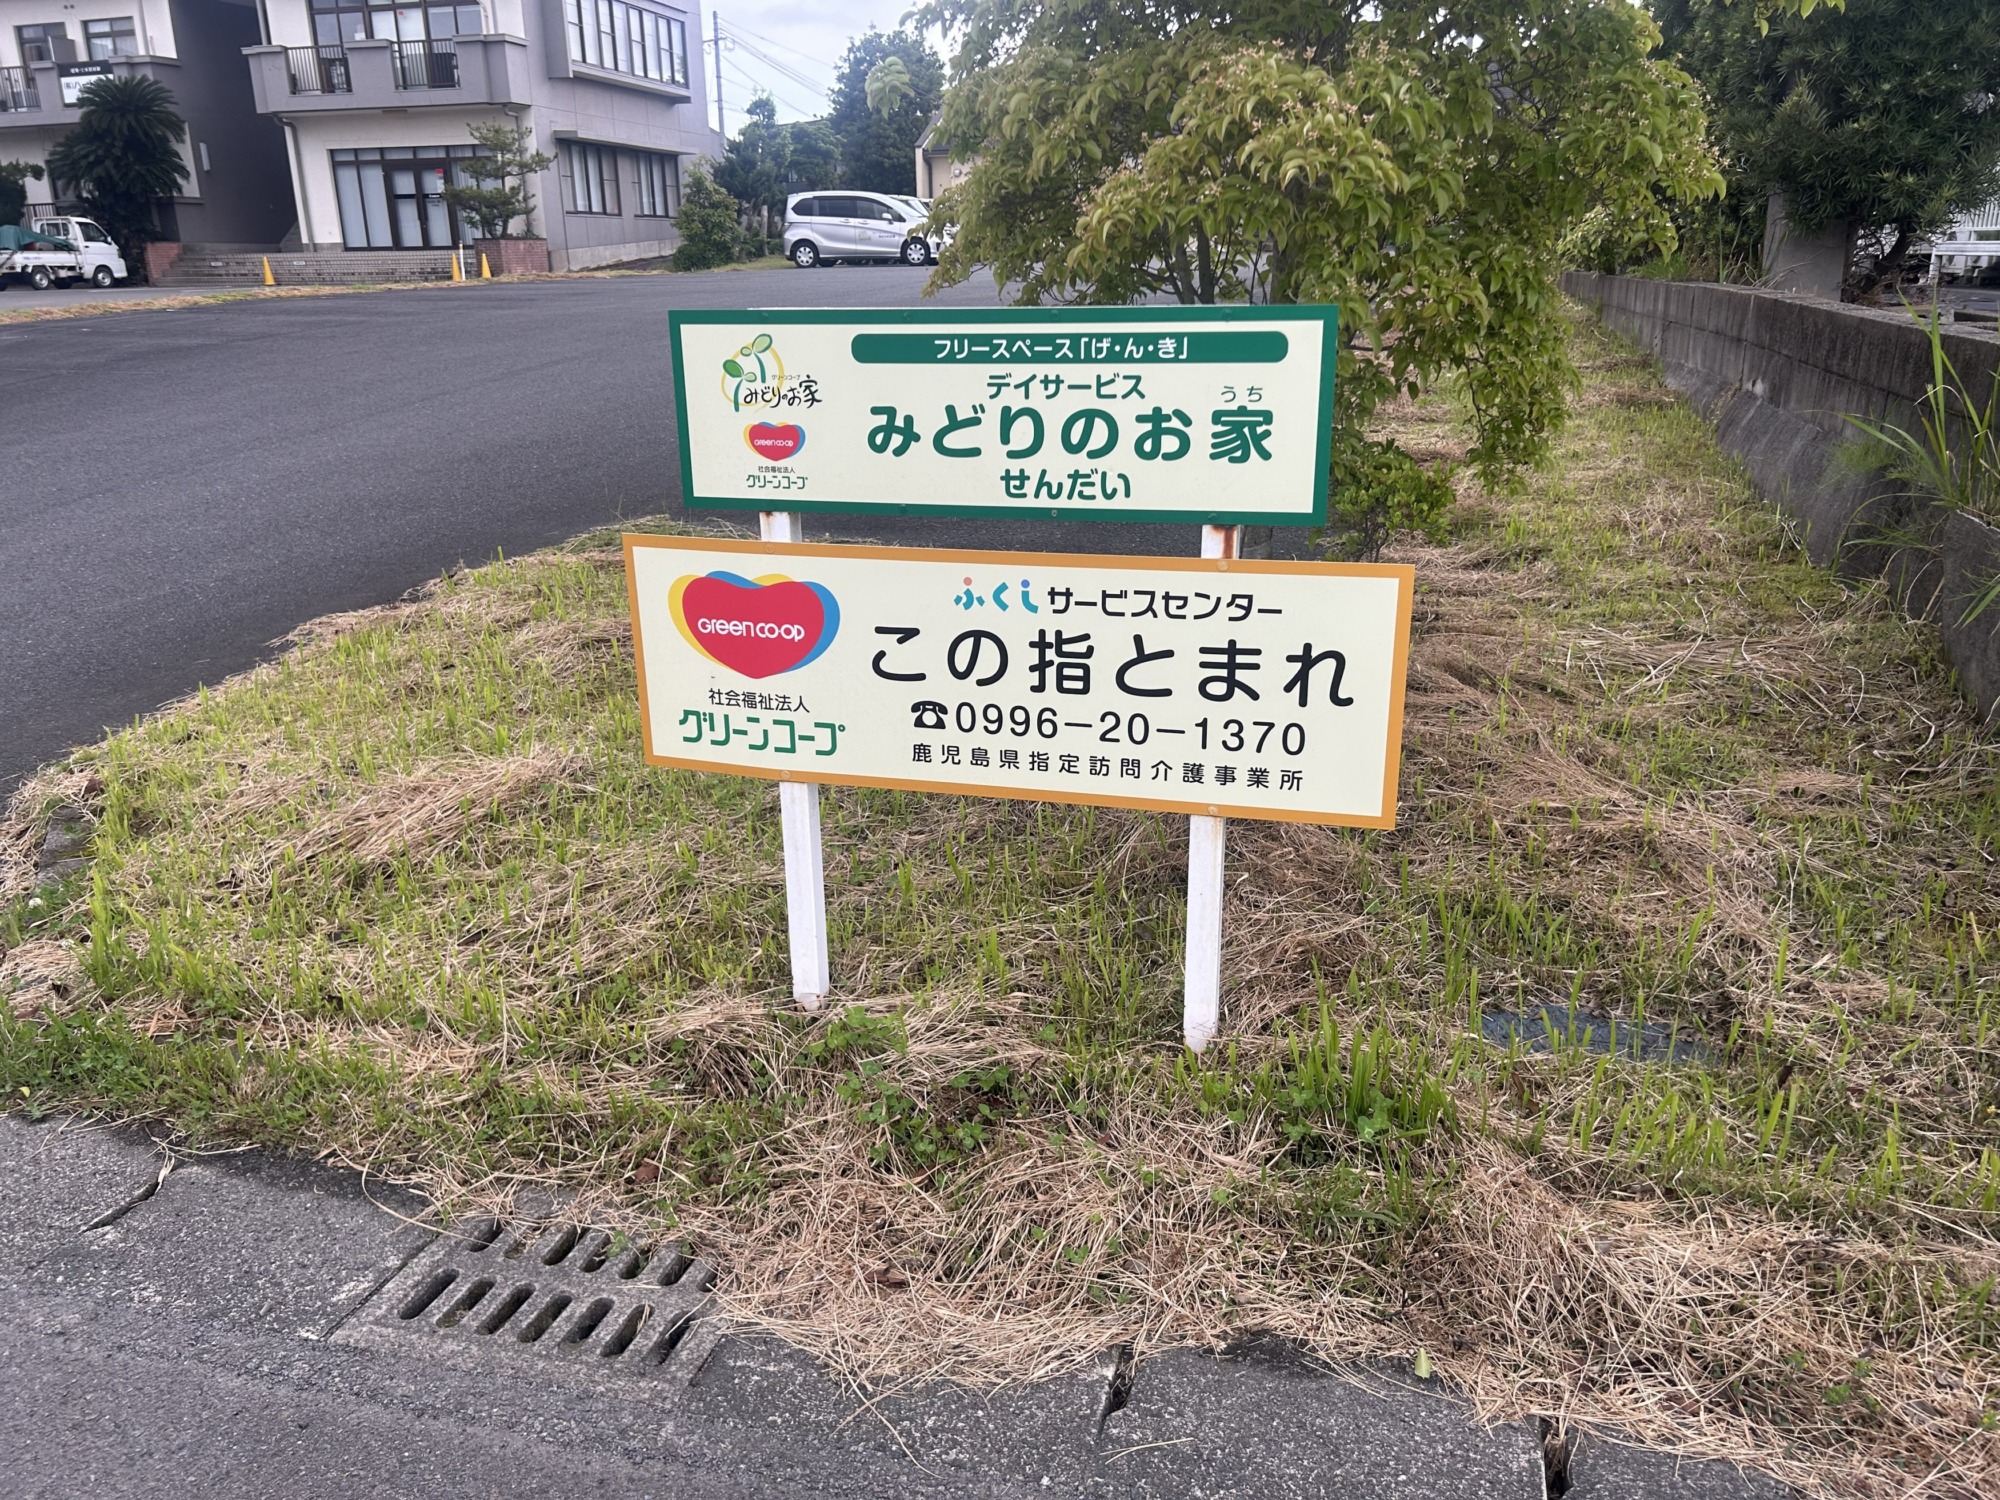 フリースペース「げ・ん・き」
デイサービス
うち
みどりのお家
せんだい
グリーンコープ
みどりのお家
Green co-op
社会福祉法人
グリーンコープ
ふくしサービスセンター
この指とまれ
☎0996-20-1370
鹿児島県指定訪問介護事業所
Green co-op
社会福祉法人
グリーンコープ